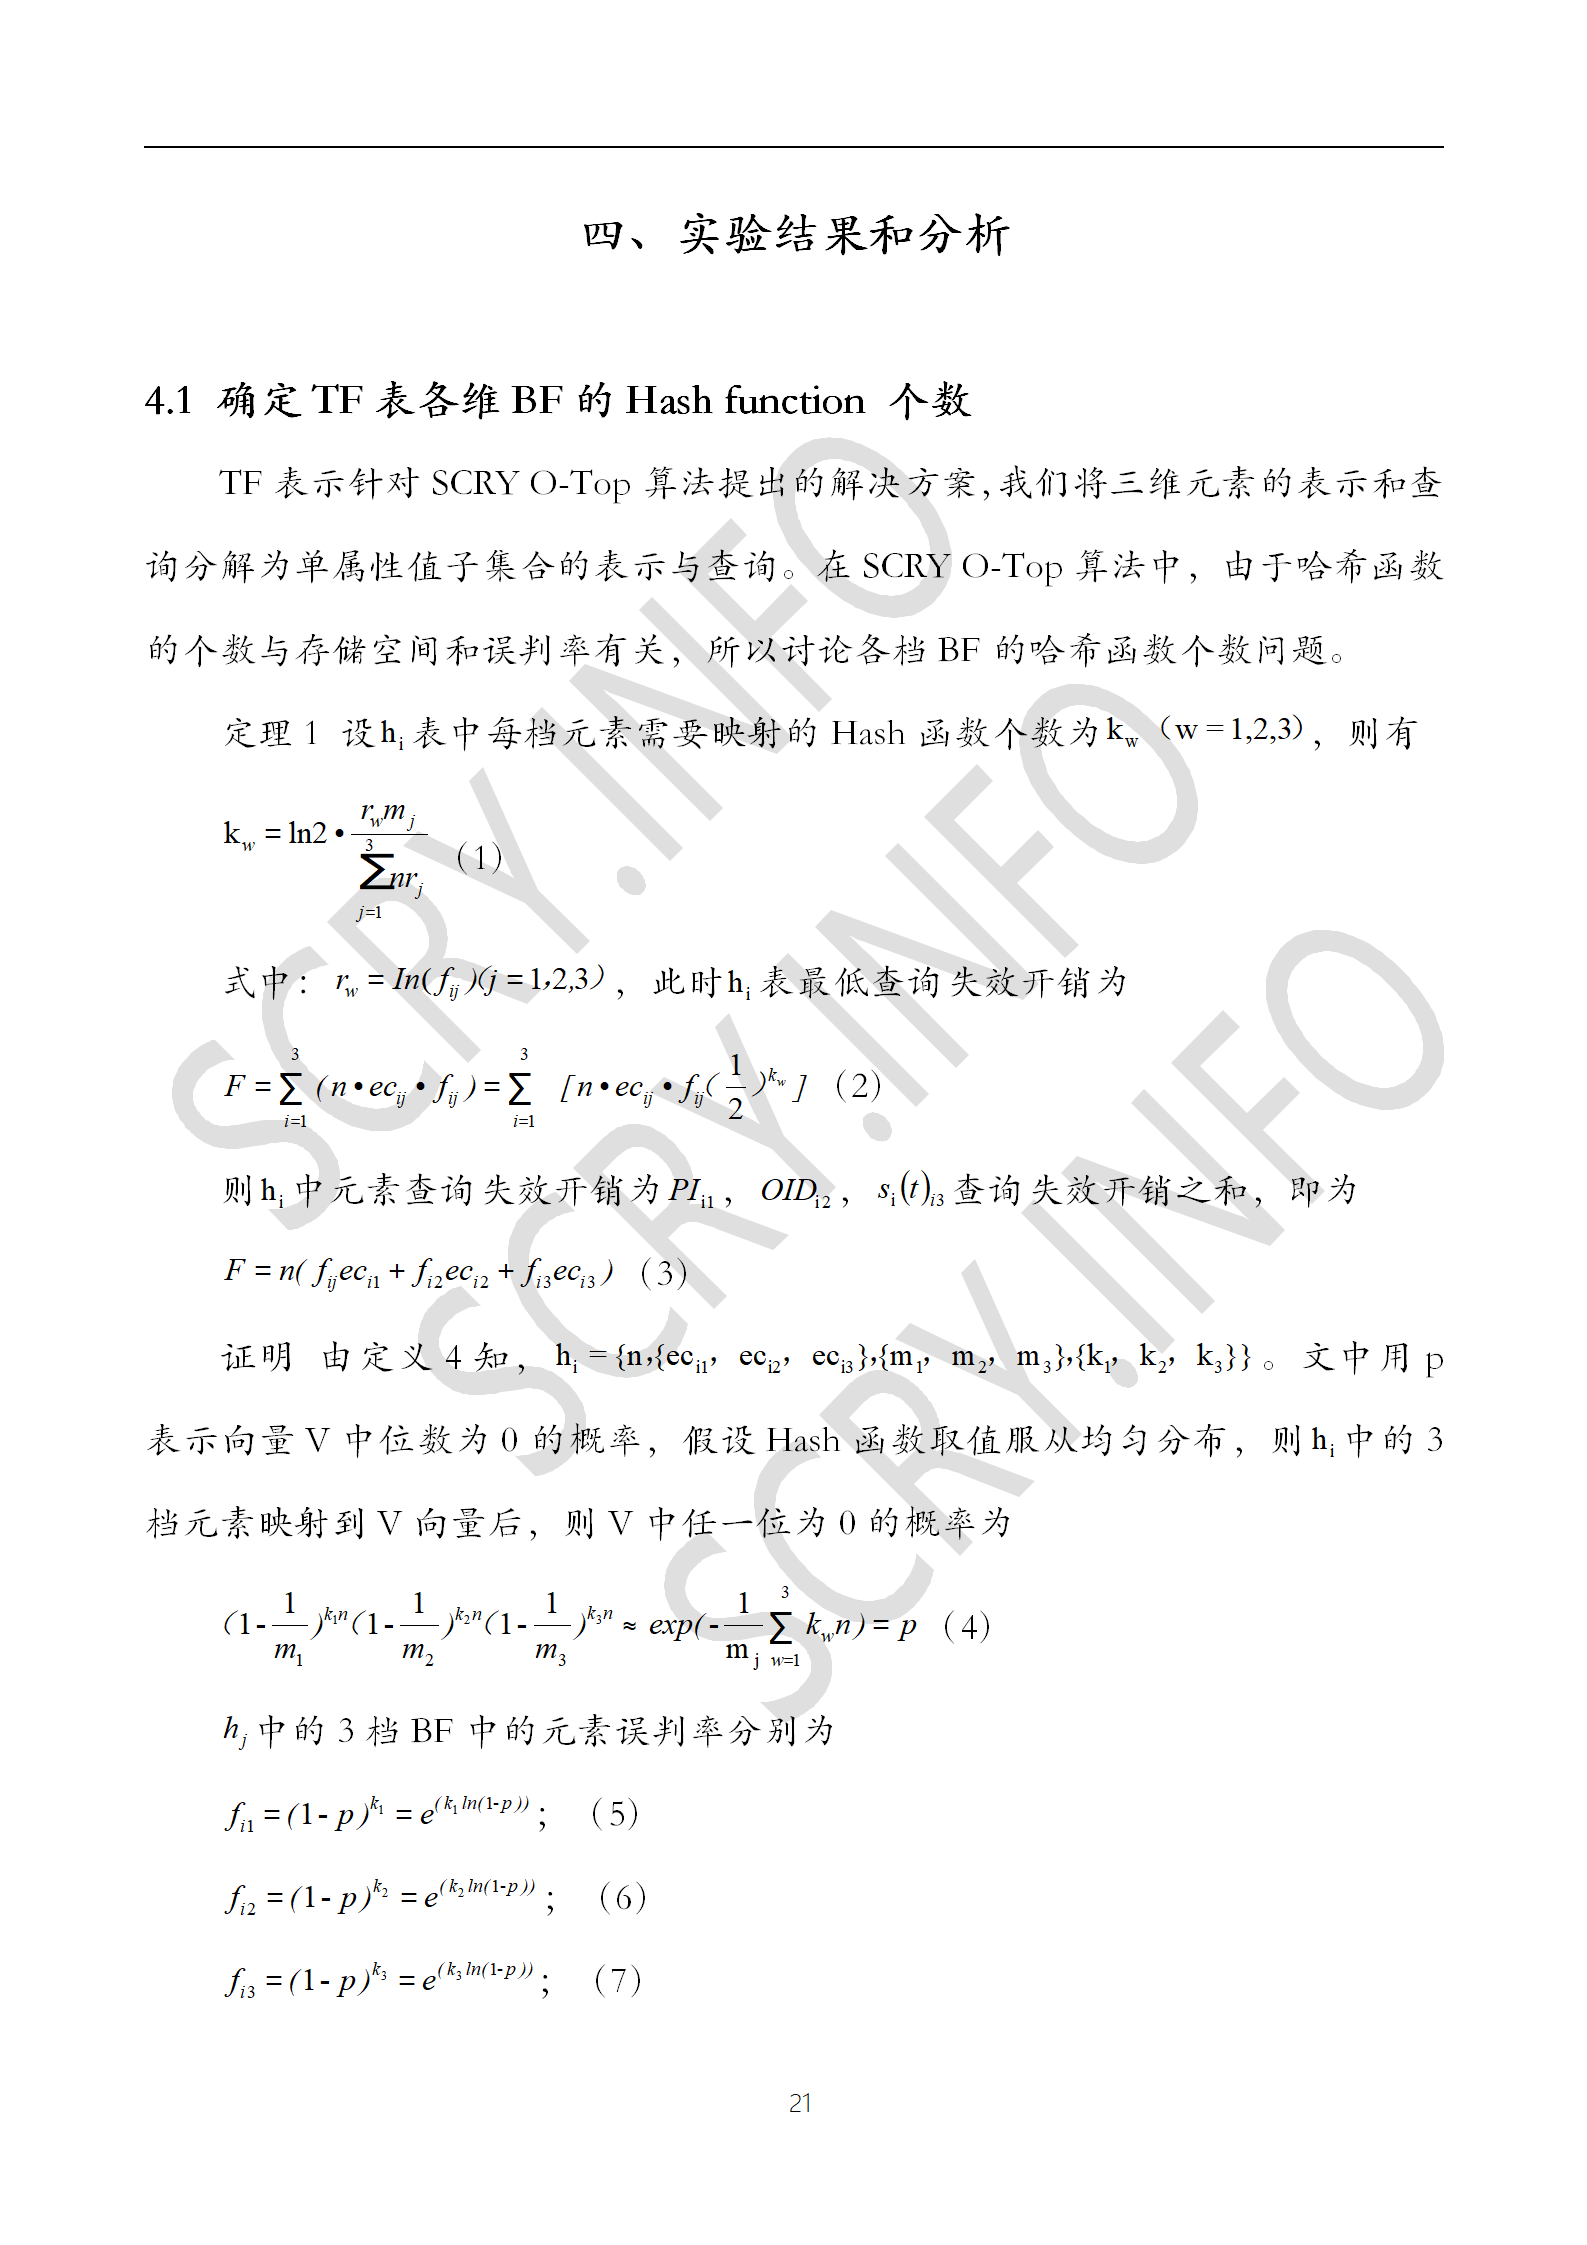 四、实验结果和分析
4.1 确定 TF 表各维 BF 的 Hash function 个数
TF 表示针对 SCRY O-Top 算法提出的解决方案,我们将三维元素的表示和查
询分解为单属性值子集合的表示与查询。在 SCRY O-Top 算法中，由于哈希函数
的个数与存储空间和误判率有关，所以讨论各档 BF 的哈希函数个数问题。
定理 1 设 h_i 表中每档元素需要映射的 Hash 函数个数为 k_w（w=1,2,3），则有
k_w = ln2 • \frac{r_w m_j}{\sum_{j=1}^{3} nr_j}（1）
式中： r_w = In( f_{ij} )(j = 1,2,3），此时 h_i 表最低查询失效开销为
F = \sum_{i=1}^{3} ( n • ec_{ij} • f_{ij} ) = \sum_{i=1}^{3} [ n • ec_{ij} • f_{ij}（\frac{1}{2}）^{k_w} ]（2）
则 h_i 中元素查询失效开销为 PI_{i1}，OID_{i2}，s_i(t)_{i3} 查询失效开销之和，即为
F = n( f_{ij}ec_{i1} + f_{i2}ec_{i2} + f_{i3}ec_{i3} )（3）
证明 由定义 4 知，h_i = {n,{ec_{i1}，ec_{i2}，ec_{i3}},{m_1，m_2，m_3},{k_1，k_2，k_3}}。文中用 p
表示向量 V 中位数为 0 的概率，假设 Hash 函数取值服从均匀分布，则 h_i 中的 3
档元素映射到 V 向量后，则 V 中任一位为 0 的概率为
（1-\frac{1}{m_1}）^{k_1n}（1-\frac{1}{m_2}）^{k_2n}（1-\frac{1}{m_3}）^{k_3n} ≈ exp(-\frac{1}{m_j}\sum_{w=1}^{3} k_w n ) = p（4）
h_j 中的 3 档 BF 中的元素误判率分别为
f_{i1} = (1- p )^{k_1} = e^{( k_1 ln(1-p ))}；（5）
f_{i2} = (1- p )^{k_2} = e^{( k_2 ln(1-p ))}；（6）
f_{i3} = (1- p )^{k_3} = e^{( k_3 ln(1-p ))}；（7）
21
SCRY.INFO
SCRY.INFO
SCRY.INFO